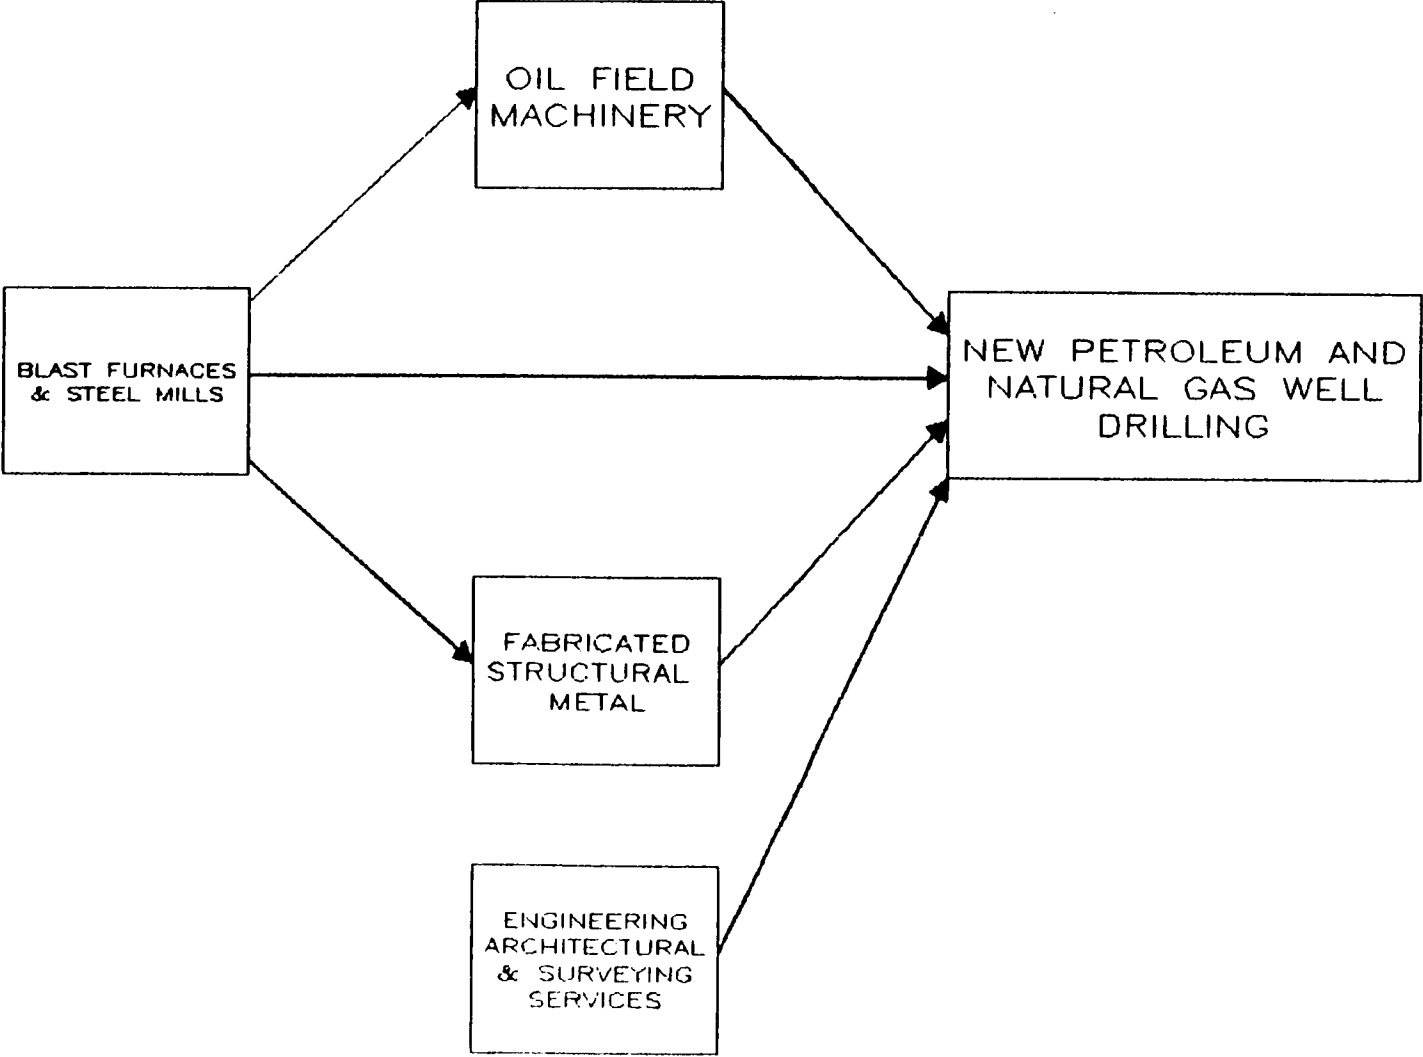 OIL FIELD
MACHINERY
BLAST FURNACES
& STEEL MILLS
NEW PETROLEUM AND
NATURAL GAS WELL
DRILLING
FABRICATED
STRUCTURAL
METAL
ENGINEERING
ARCHITECTURAL
& SURVEYING
SERVICES